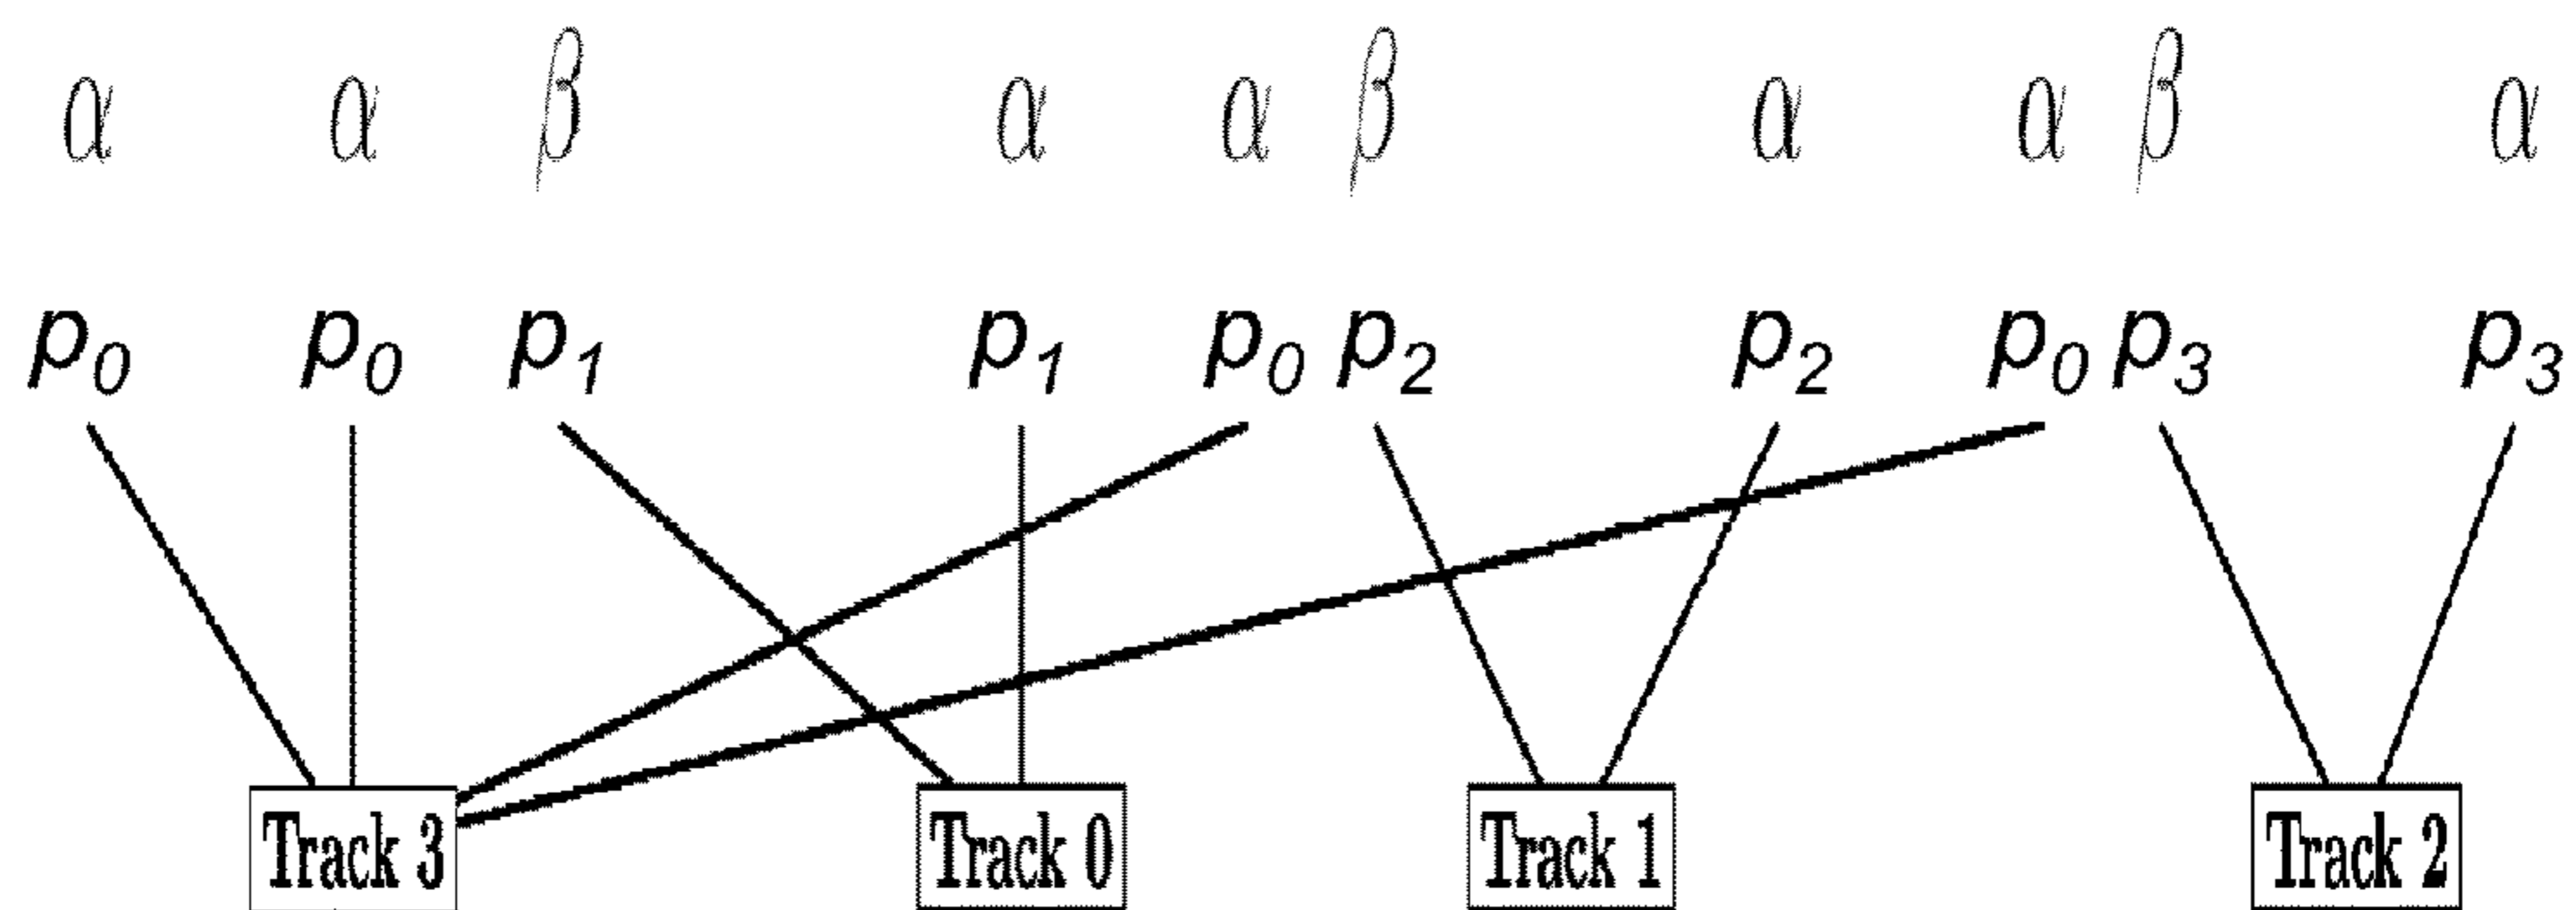 α α β α α β α α β α
p₀ p₀ p₁ p₁ p₀ p₂ p₂ p₀ p₃ p₃
Track 3 Track 0 Track 1 Track 2